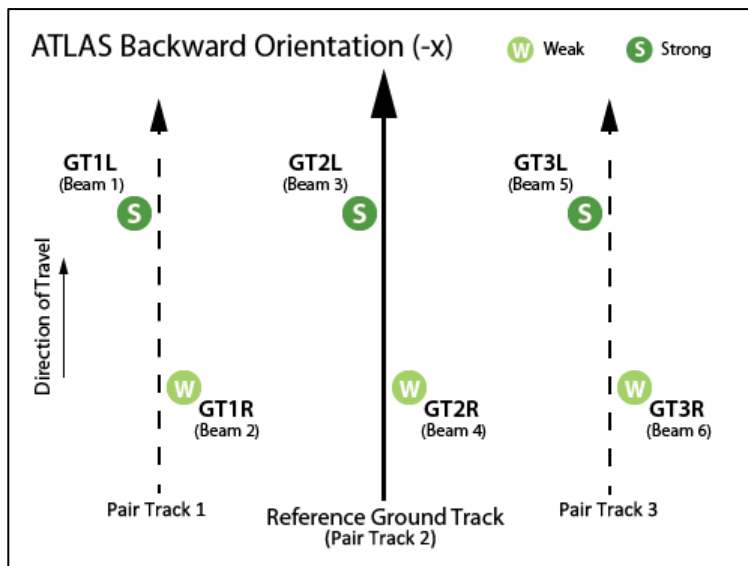 ATLAS Backward Orientation (-x)
W Weak
S Strong
GT1L
(Beam 1)
S
GT2L
(Beam 3)
S
GT3L
(Beam 5)
S
Direction of Travel
W
GT1R
(Beam 2)
W
GT2R
(Beam 4)
W
GT3R
(Beam 6)
Pair Track 1
Reference Ground Track
(Pair Track 2)
Pair Track 3